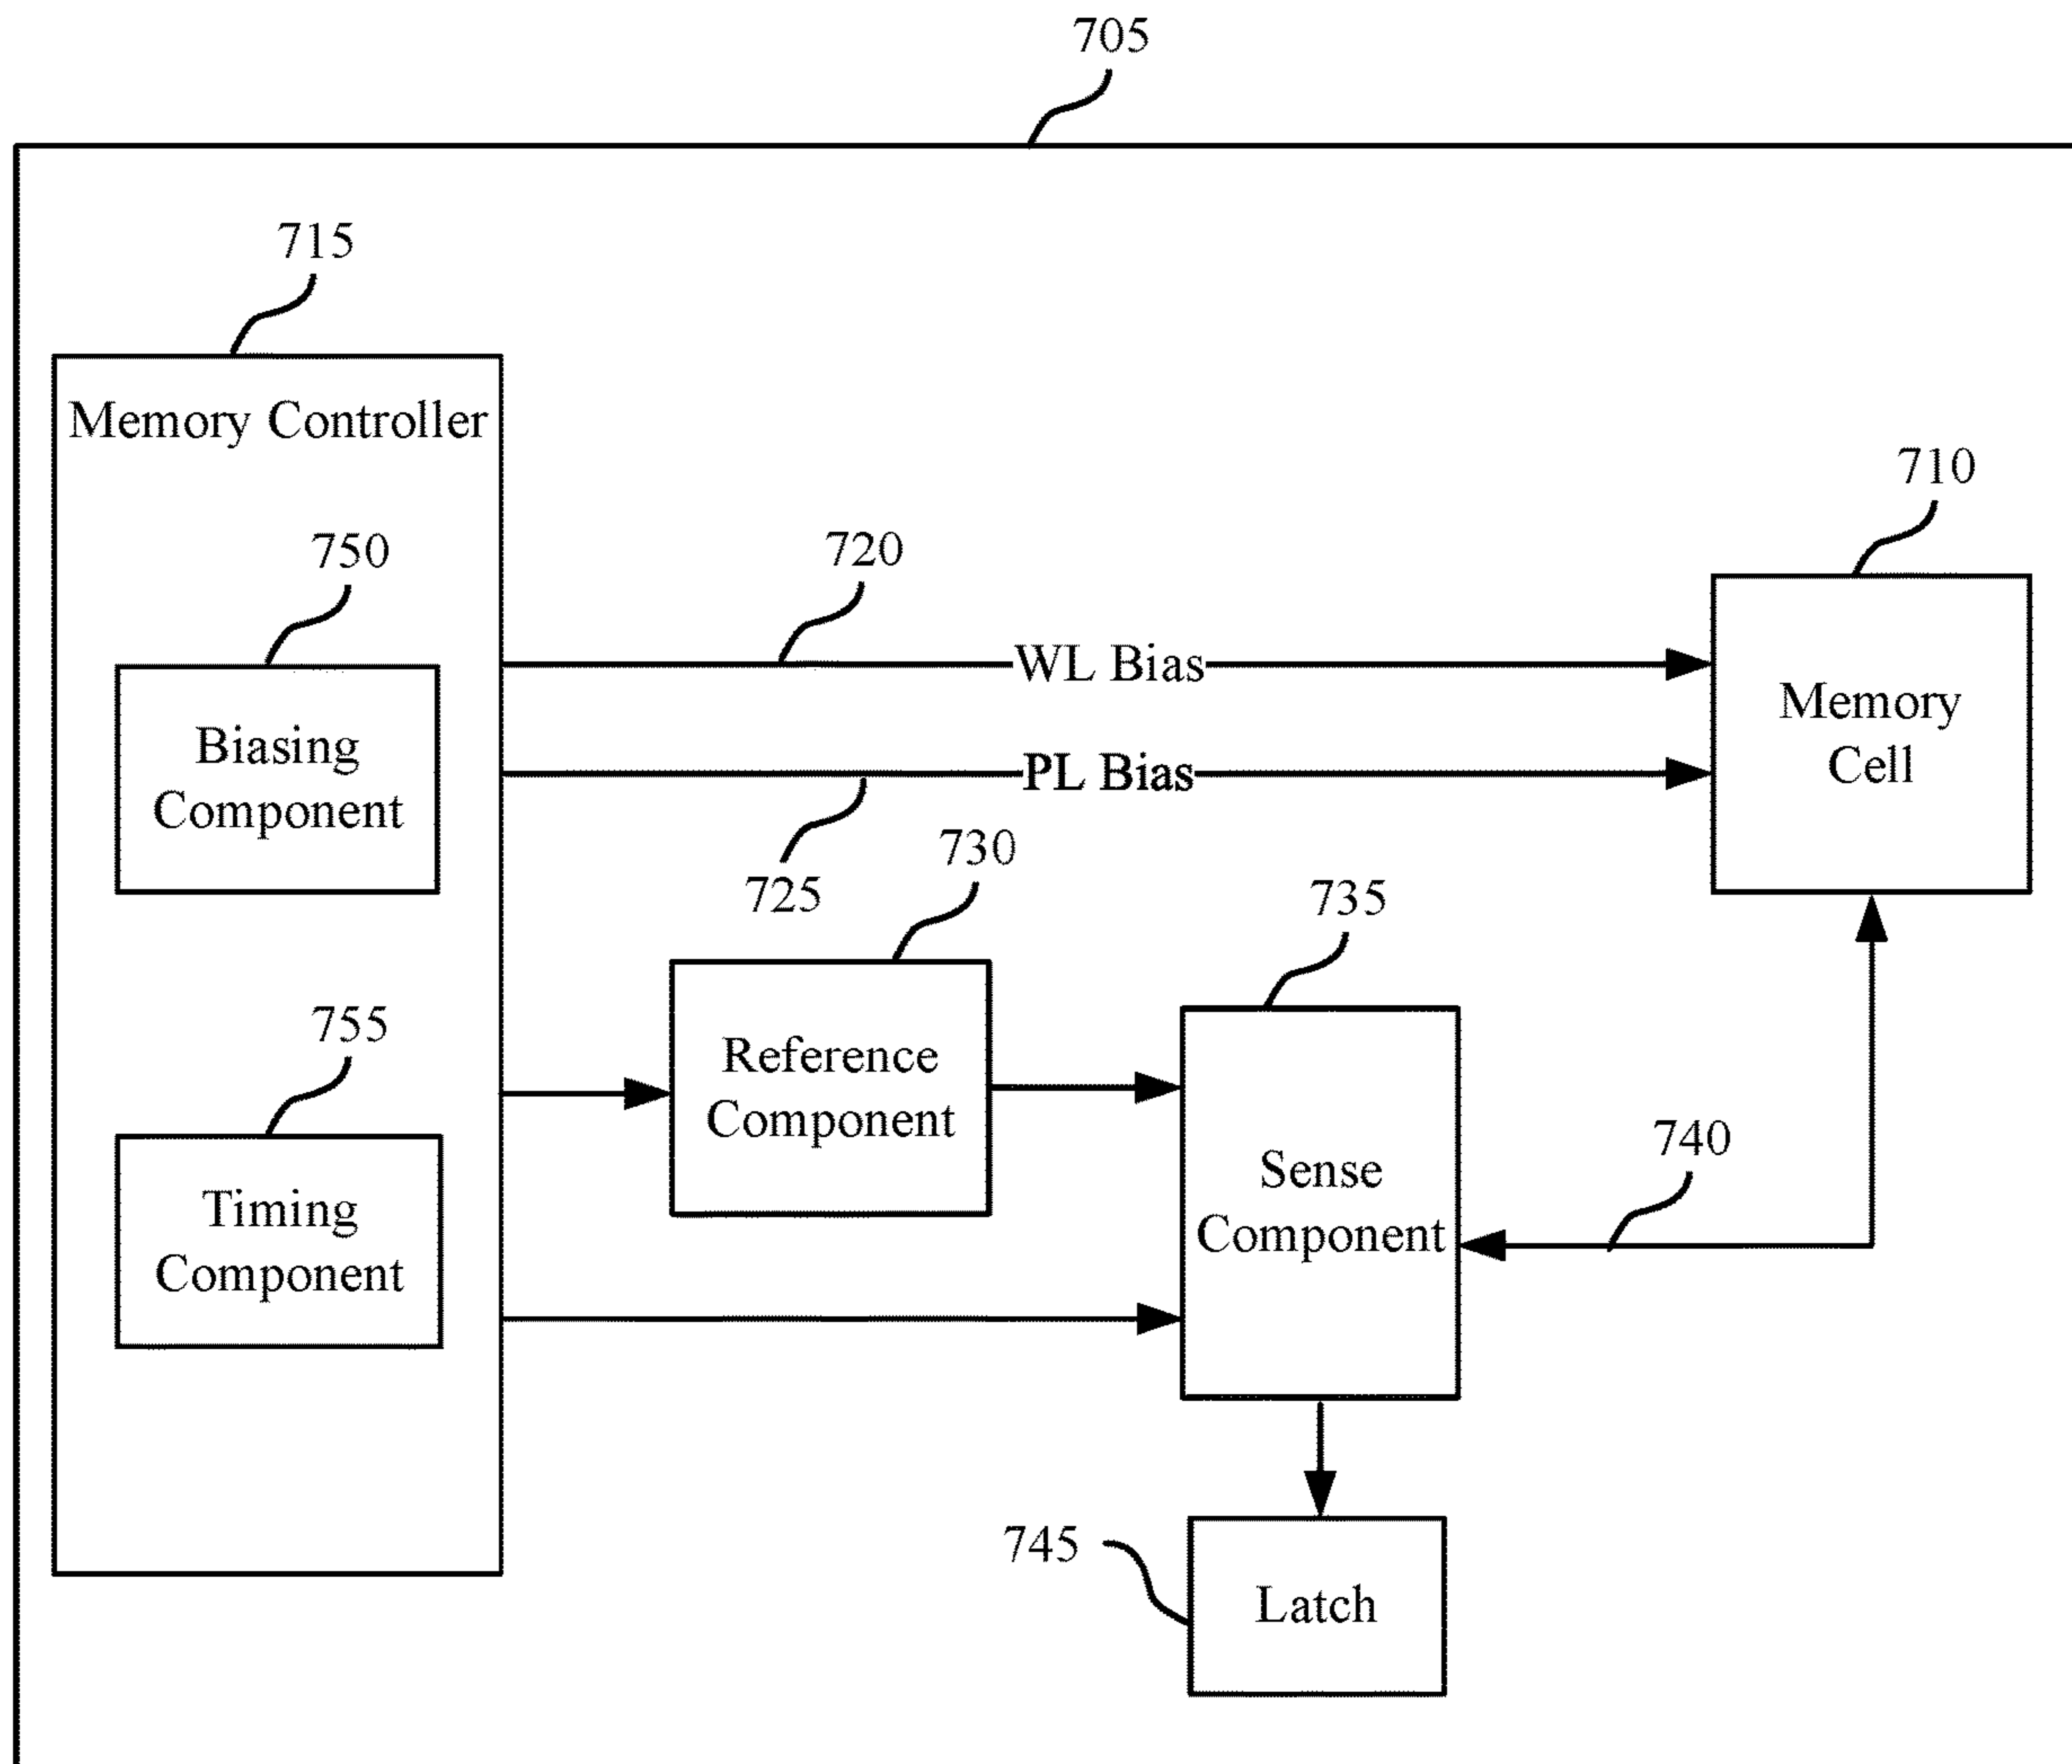 705
715
Memory Controller
710
750
720
WL Bias
Memory
Cell
Biasing
Component
PL Bias
725
730
735
755
Reference
Component
740
Sense
Component
Timing
Component
745
Latch